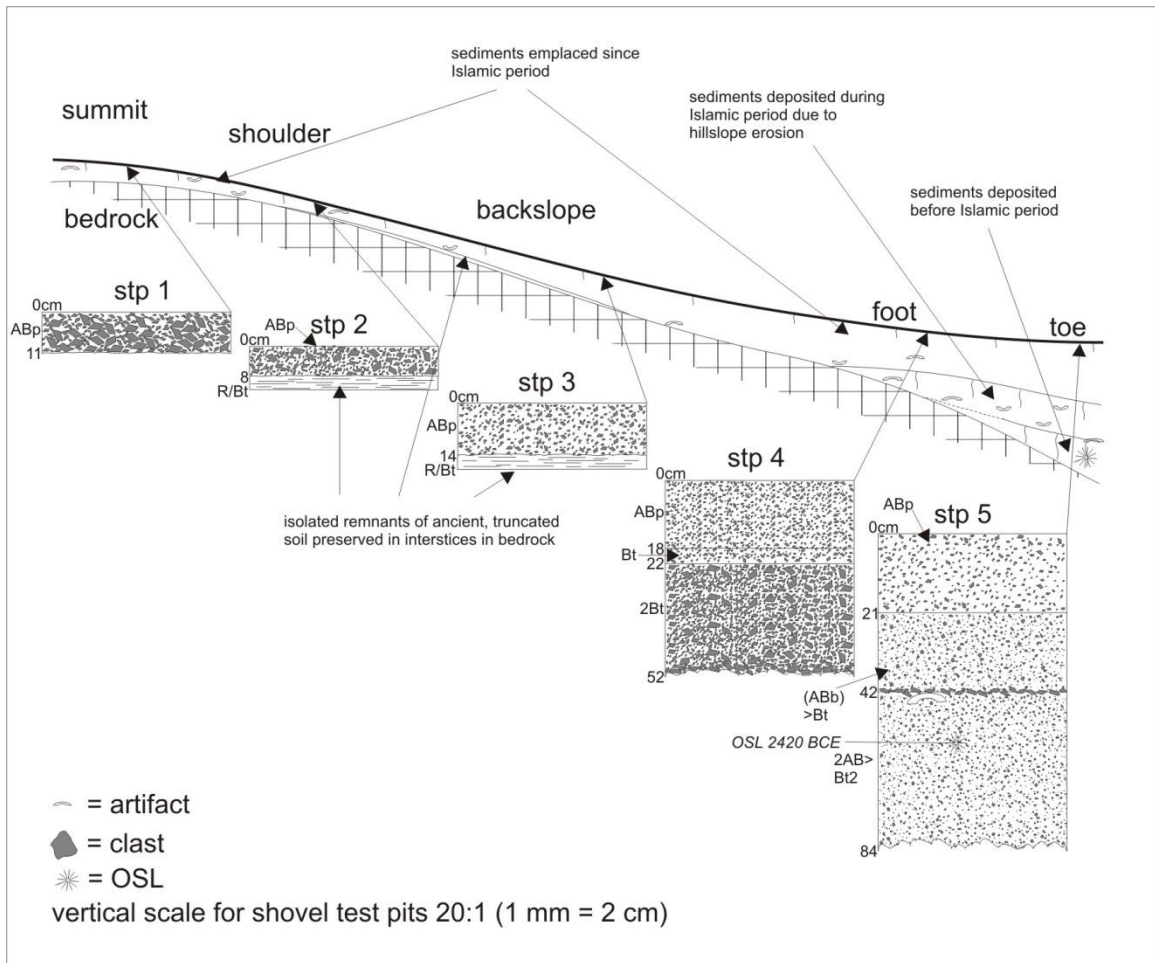 sediments emplaced since
Islamic period
sediments deposited during
Islamic period due to
hillslope erosion
summit
shoulder
sediments deposited
before Islamic period
backslope
bedrock
foot
toe
stp 1
0cm
ABp
11
stp 2
0cm
ABp
8
R/Bt
stp 3
0cm
ABp
14
R/Bt
isolated remnants of ancient, truncated
soil preserved in interstices in bedrock
stp 4
0cm
ABp
18
Bt
22
2Bt
52
stp 5
ABp
0cm
21
(ABb)
>Bt
42
OSL 2420 BCE
2AB>
Bt2
84
= artifact
= clast
= OSL
vertical scale for shovel test pits 20:1 (1 mm = 2 cm)